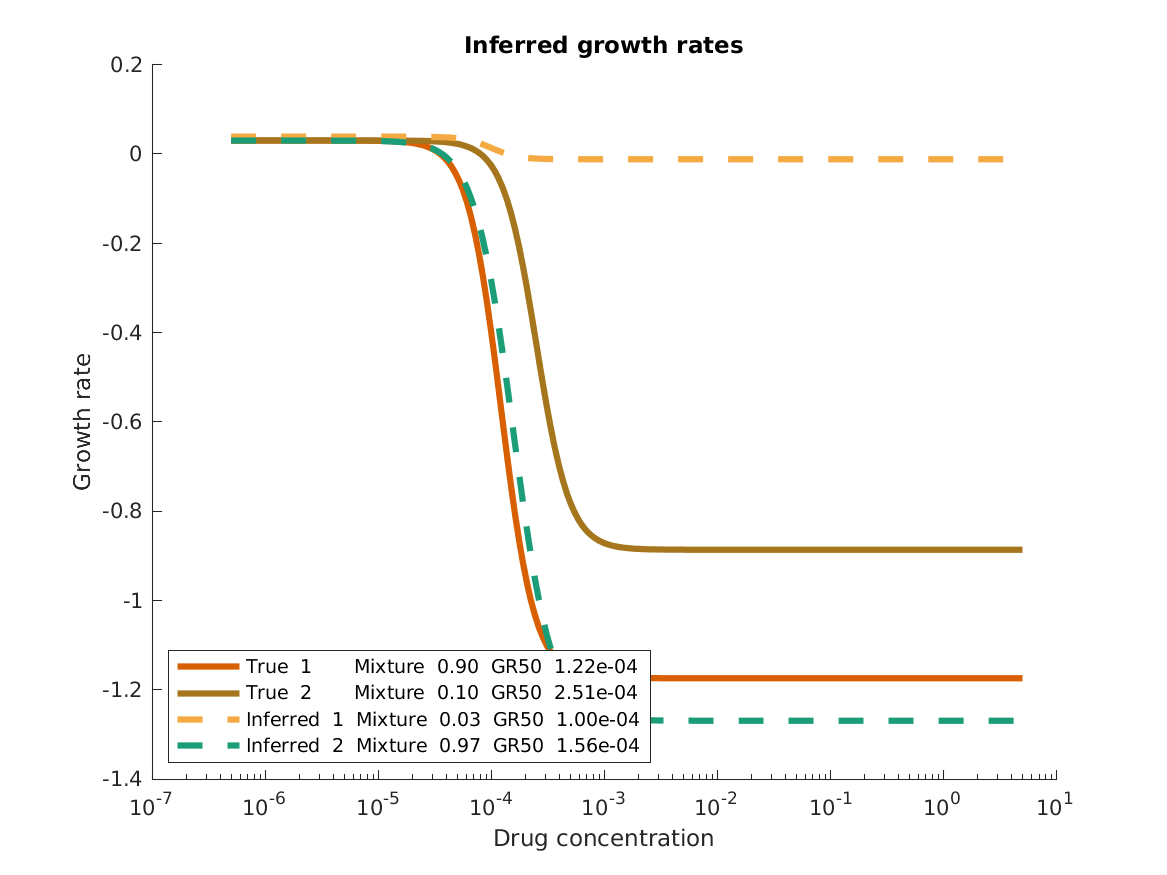 Inferred growth rates
Growth rate
0.2
0
-0.2
-0.4
-0.6
-0.8
-1
-1.2
-1.4
True 1 Mixture 0.90 GR50 1.22e-04
True 2 Mixture 0.10 GR50 2.51e-04
Inferred 1 Mixture 0.03 GR50 1.00e-04
Inferred 2 Mixture 0.97 GR50 1.56e-04
10^-7 10^-6 10^-5 10^-4 10^-3 10^-2 10^-1 10^0 10^1
Drug concentration